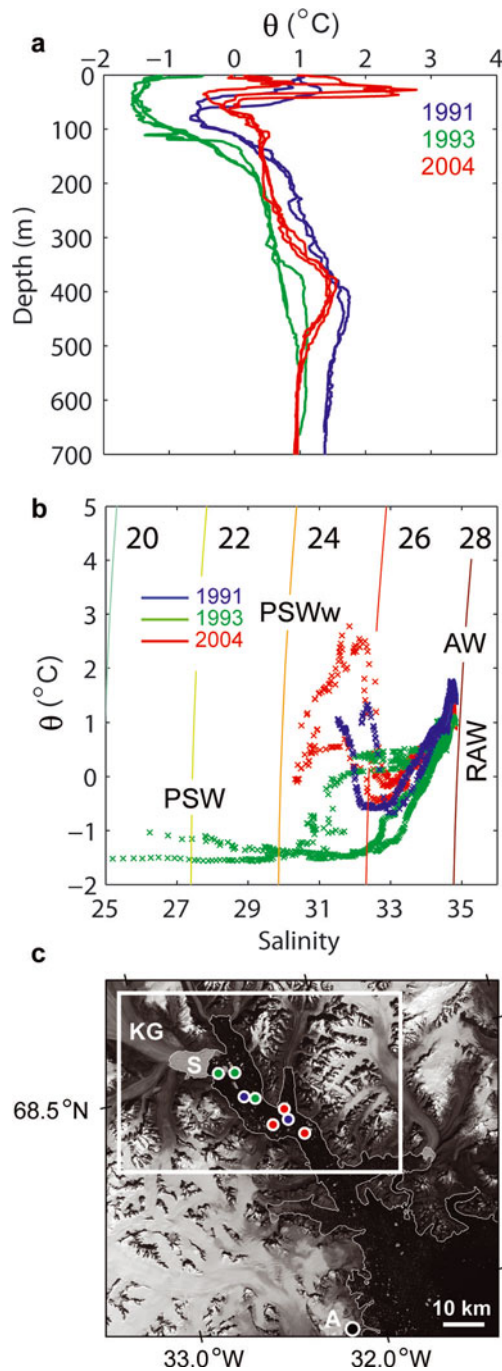 a
θ (°C)
−2 −1 0 1 2 3 4
0
100
200
300
400
500
600
700
Depth (m)
1991
1993
2004
b
5
4
3
2
1
0
−1
−2
θ (°C)
20 22 24 26 28
1991
1993
2004
PSWw
AW
PSW
RAW
25 27 29 31 33 35
Salinity
c
KG
S
68.5°N
A
10 km
33.0°W 32.0°W